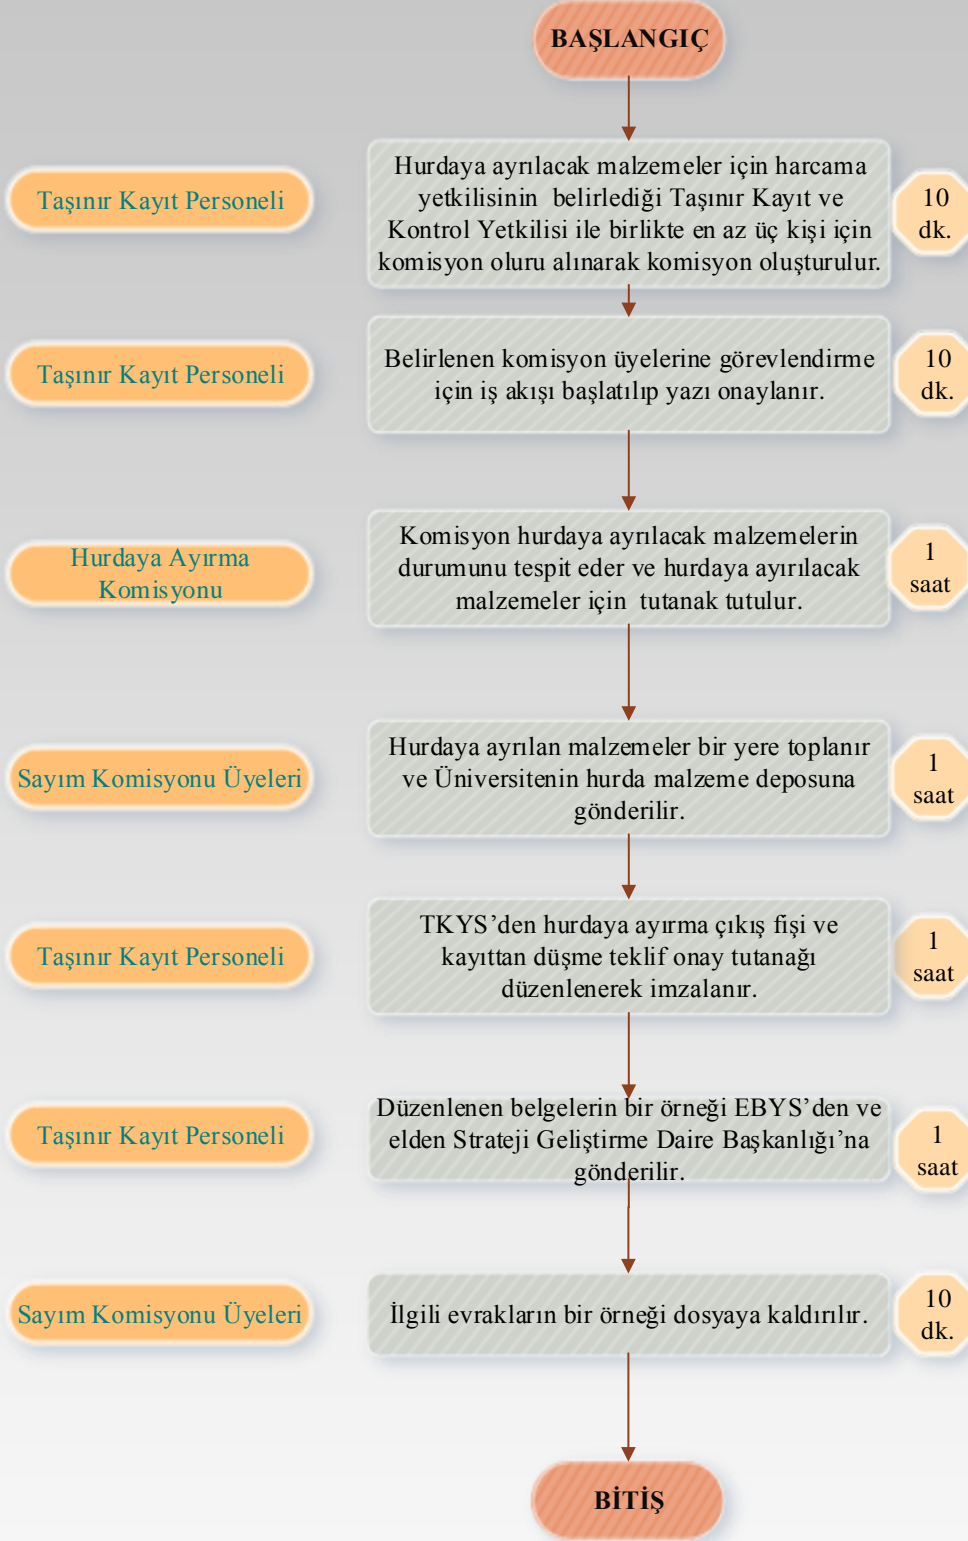 BAŞLANGIÇ
Taşınır Kayıt Personeli
Hurdaya ayrılacak malzemeler için harcama
yetkilisinin belirlediği Taşınır Kayıt ve
Kontrol Yetkilisi ile birlikte en az üç kişi için
komisyon oluru alınarak komisyon oluşturulur.
10
dk.
Taşınır Kayıt Personeli
Belirlenen komisyon üyelerine görevlendirme
için iş akışı başlatılıp yazı onaylanır.
10
dk.
Hurdaya Ayırma
Komisyonu
Komisyon hurdaya ayrılacak malzemelerin
durumunu tespit eder ve hurdaya ayırılacak
malzemeler için tutanak tutulur.
1
saat
Sayım Komisyonu Üyeleri
Hurdaya ayrılan malzemeler bir yere toplanır
ve Üniversitenin hurda malzeme deposuna
gönderilir.
1
saat
Taşınır Kayıt Personeli
TKYS’den hurdaya ayırma çıkış fişi ve
kayıttan düşme teklif onay tutanağı
düzenlenerek imzalanır.
1
saat
Taşınır Kayıt Personeli
Düzenlenen belgelerin bir örneği EBYS’den ve
elden Strateji Geliştirme Daire Başkanlığı’na
gönderilir.
1
saat
Sayım Komisyonu Üyeleri
İlgili evrakların bir örneği dosyaya kaldırılır.
10
dk.
BİTİŞ